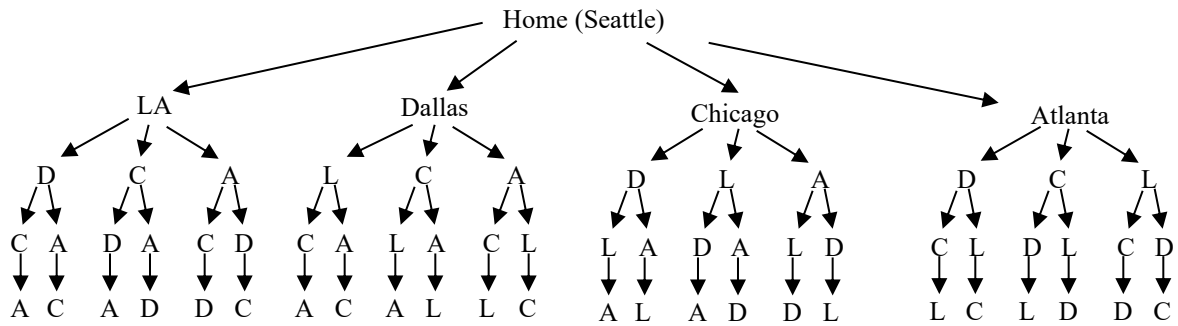 Home (Seattle)
LA Dallas Chicago Atlanta
D C A L C A D L A D C L
C A D A C D C A L A C L L A D A L D C L D L C D
A C A D D C A C A L L C A L A D D L L C L D D C